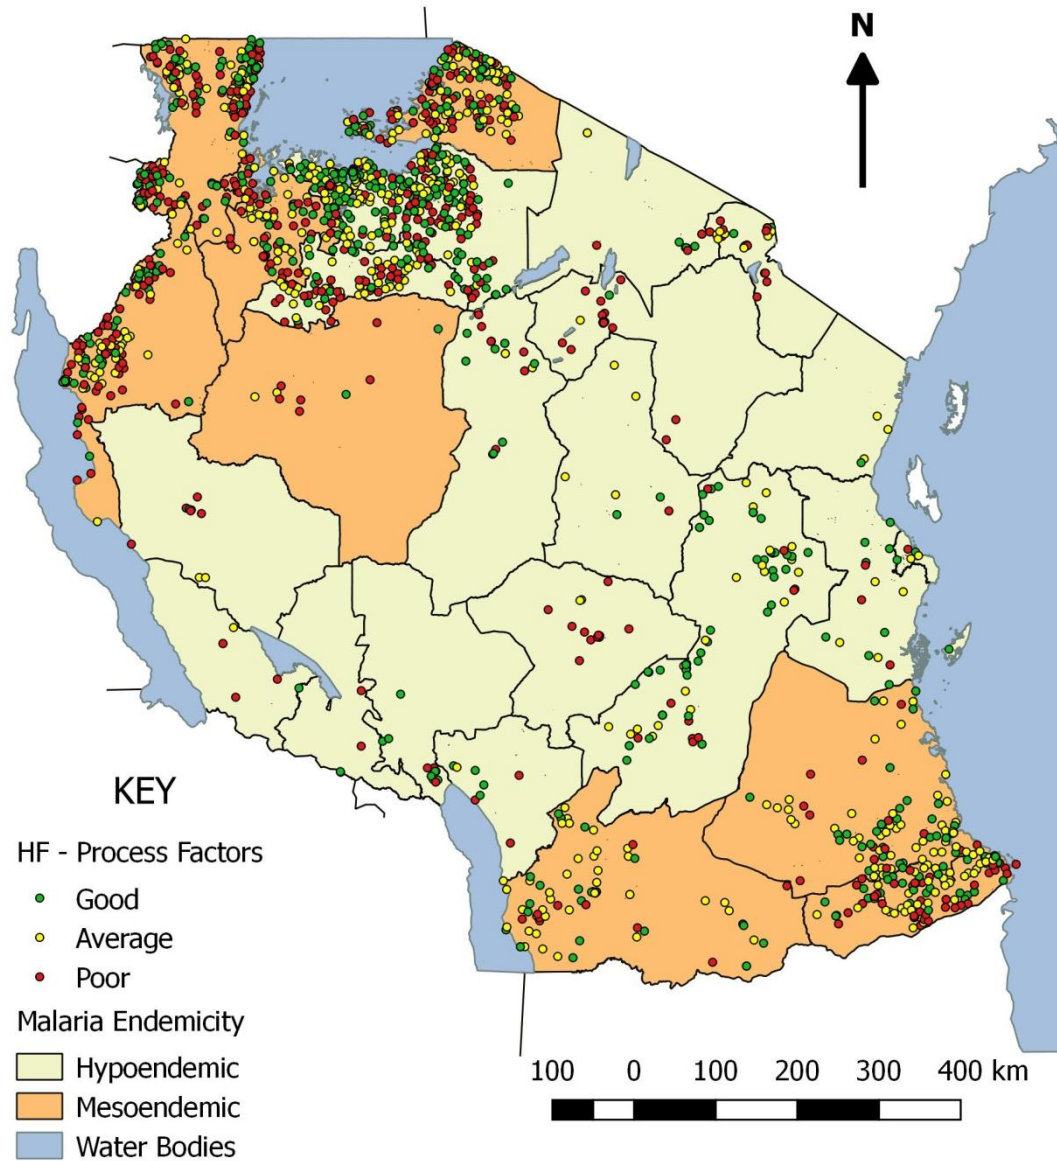 N
KEY
HF - Process Factors
Good
Average
Poor
Malaria Endemicity
Hypoendemic
Mesoendemic
Water Bodies
100 0 100 200 300 400 km